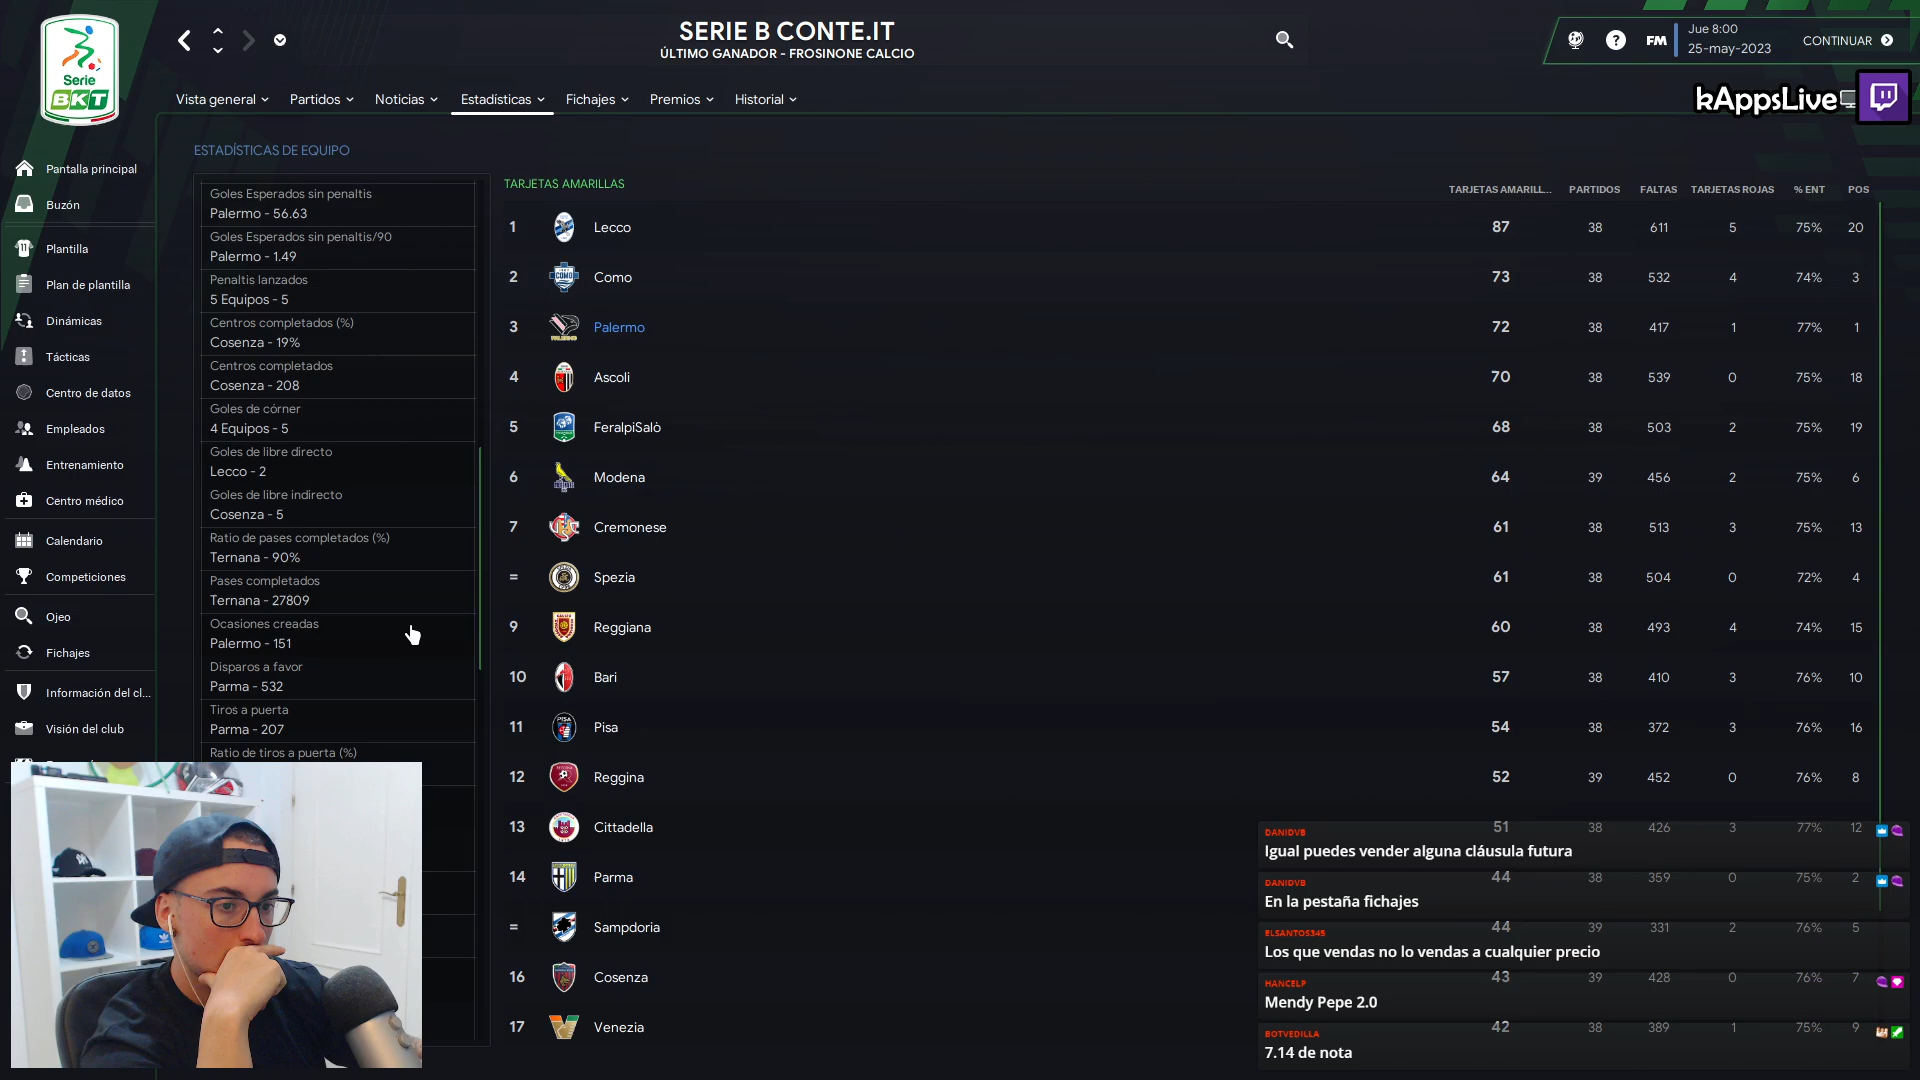 SERIE B CONTE.IT
ÚLTIMO GANADOR - FROSINONE CALCIO
FM
Jue 8:00
25-may-2023
CONTINUAR
Serie
BKT
Vista general
Partidos
Noticias
Estadísticas
Fichajes
Premios
Historial
kAppsLive
Pantalla principal
Buzón
Plantilla
Plan de plantilla
Dinámicas
Tácticas
Centro de datos
Empleados
Entrenamiento
Centro médico
Calendario
Competiciones
Ojeo
Fichajes
Información del cl...
Visión del club
ESTADÍSTICAS DE EQUIPO
Goles Esperados sin penaltis
Palermo - 56.63
Goles Esperados sin penaltis/90
Palermo - 1.49
Penaltis lanzados
5 Equipos - 5
Centros completados (%)
Cosenza - 19%
Centros completados
Cosenza - 208
Goles de córner
4 Equipos - 5
Goles de libre directo
Lecco - 2
Goles de libre indirecto
Cosenza - 5
Ratio de pases completados (%)
Ternana - 90%
Pases completados
Ternana - 27809
Ocasiones creadas
Palermo - 151
Disparos a favor
Parma - 532
Tiros a puerta
Parma - 207
Ratio de tiros a puerta (%)
TARJETAS AMARILLAS
TARJETAS AMARILL... PARTIDOS FALTAS TARJETAS ROJAS % ENT POS
1 Lecco 87 38 611 5 75% 20
2 Como 73 38 532 4 74% 3
3 Palermo 72 38 417 1 77% 1
4 Ascoli 70 38 539 0 75% 18
5 FeralpiSalò 68 38 503 2 75% 19
6 Modena 64 39 456 2 75% 6
7 Cremonese 61 38 513 3 75% 13
= Spezia 61 38 504 0 72% 4
9 Reggiana 60 38 493 4 74% 15
10 Bari 57 38 410 3 76% 10
11 Pisa 54 38 372 3 76% 16
12 Reggina 52 39 452 0 76% 8
13 Cittadella 51 38 426 3 77% 12
14 Parma 44 38 359 0 75% 2
= Sampdoria 44 39 331 2 76% 5
16 Cosenza 43 39 428 0 76% 7
17 Venezia 42 38 389 1 75% 9
DANIDVB
Igual puedes vender alguna cláusula futura
DANIDVB
En la pestaña fichajes
ELSANTOS345
Los que vendas no lo vendas a cualquier precio
HANCELP
Mendy Pepe 2.0
BOTVEDILLA
7.14 de nota